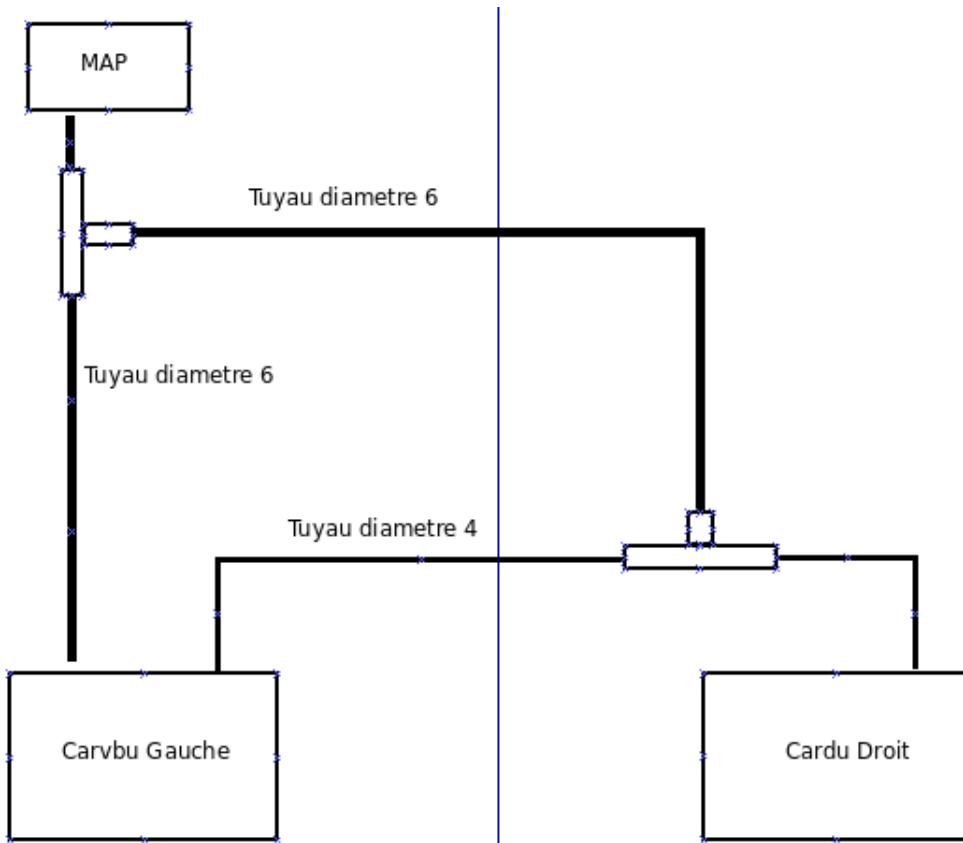 MAP
Tuyau diametre 6
Tuyau diametre 6
Tuyau diametre 4
Carvbu Gauche
Cardu Droit